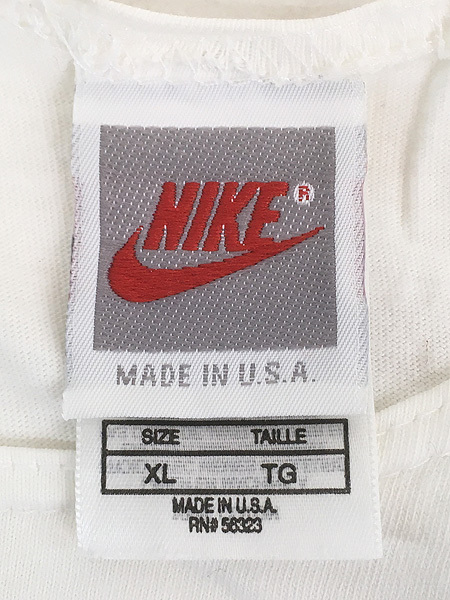 NIKE ®
MADE IN U.S.A.
SIZE TAILLE
XL TG
MADE IN U.S.A.
RN# 56323